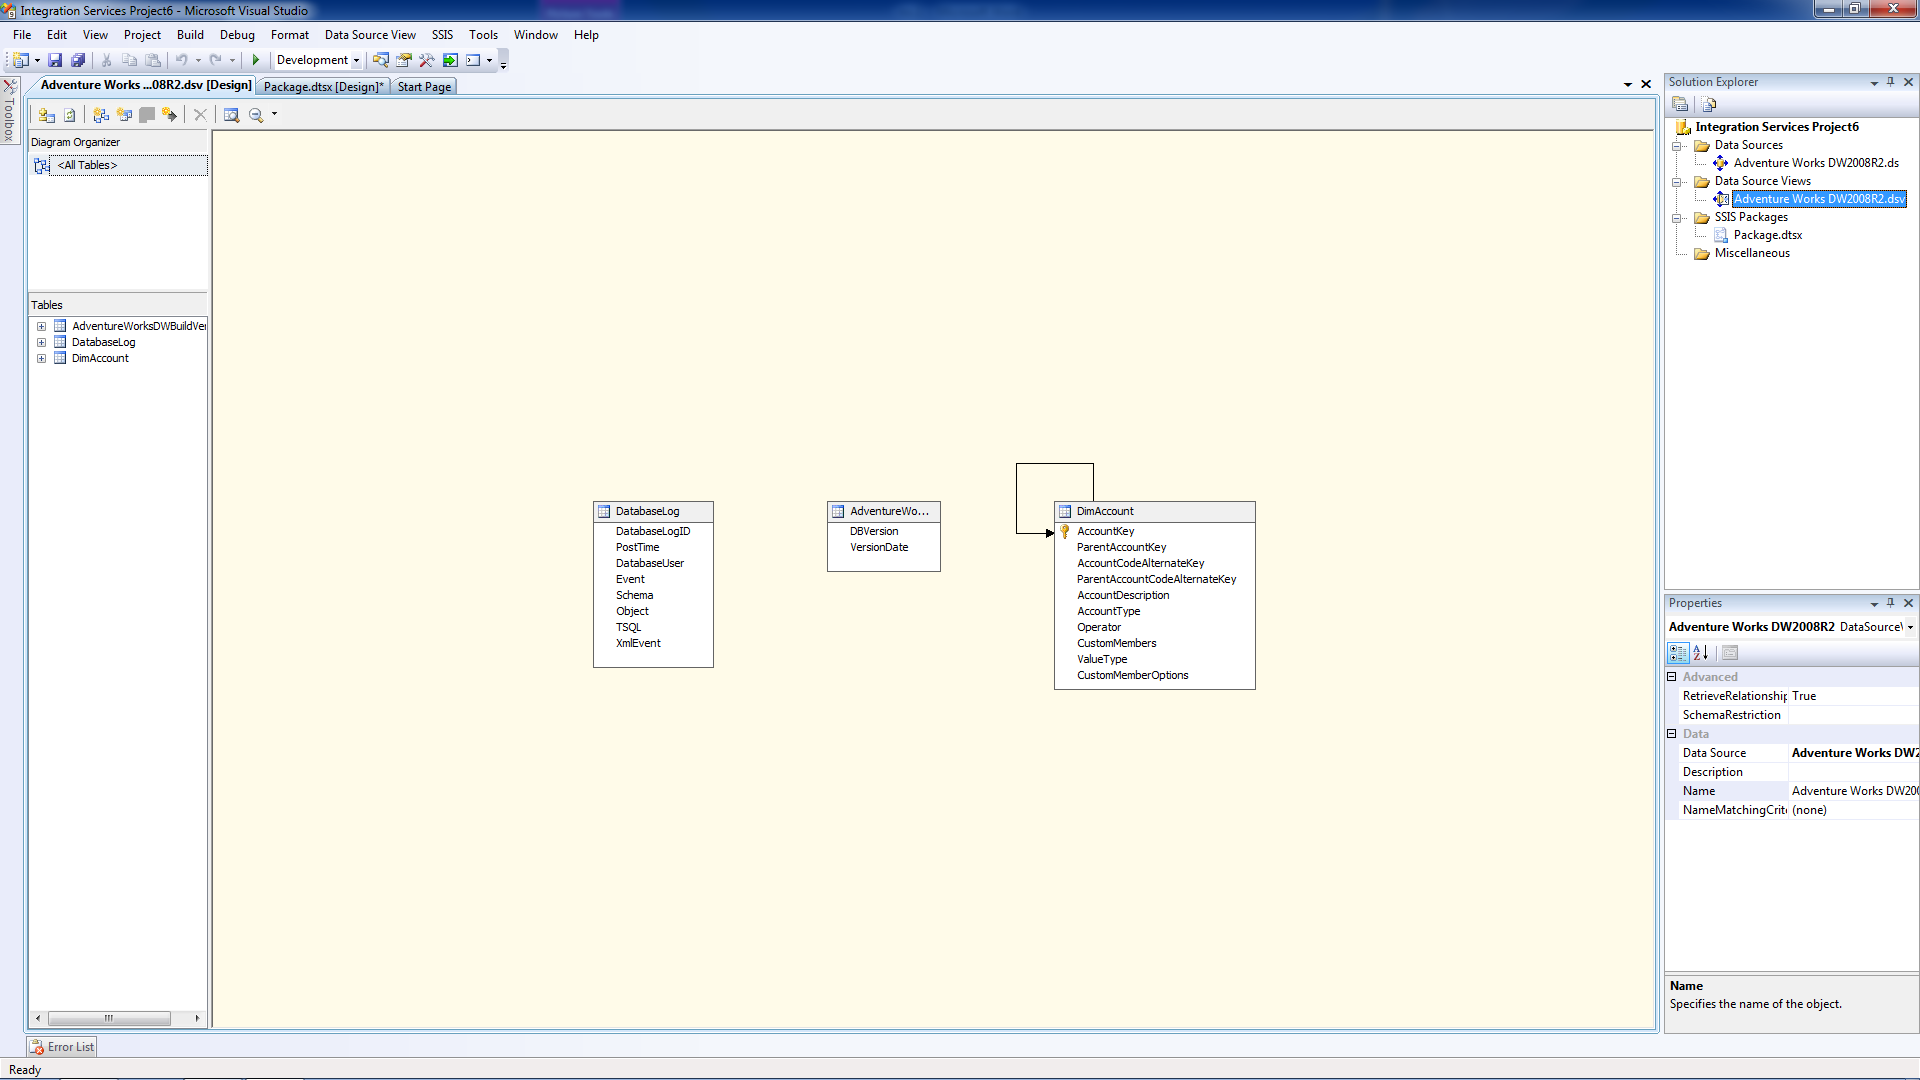 Integration Services Project6 - Microsoft Visual Studio
File Edit View Project Build Debug Format Data Source View SSIS Tools Window Help
Development
Toolbox
Adventure Works ...08R2.dsv [Design] Package.dtsx [Design]* Start Page
Diagram Organizer
<All Tables>
Tables
AdventureWorksDWBuildVer
DatabaseLog
DimAccount
DatabaseLog
DatabaseLogID
PostTime
DatabaseUser
Event
Schema
Object
TSQL
XmlEvent
AdventureWo...
DBVersion
VersionDate
DimAccount
AccountKey
ParentAccountKey
AccountCodeAlternateKey
ParentAccountCodeAlternateKey
AccountDescription
AccountType
Operator
CustomMembers
ValueType
CustomMemberOptions
Solution Explorer
Integration Services Project6
Data Sources
Adventure Works DW2008R2.ds
Data Source Views
Adventure Works DW2008R2.dsv
SSIS Packages
Package.dtsx
Miscellaneous
Properties
Adventure Works DW2008R2 DataSourceV
Advanced
RetrieveRelationship True
SchemaRestriction
Data
Data Source Adventure Works DW2
Description
Name Adventure Works DW200
NameMatchingCrite (none)
Name
Specifies the name of the object.
Error List
Ready